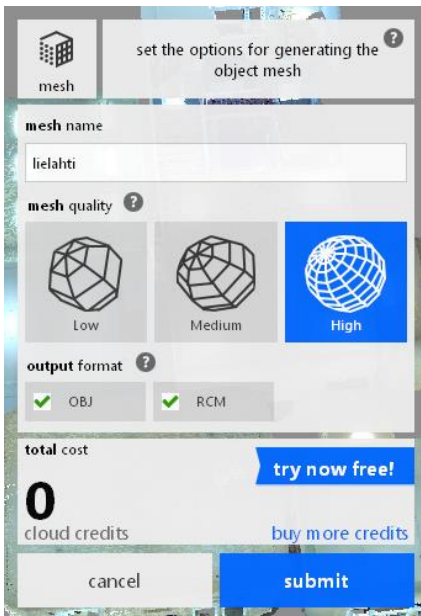 mesh
set the options for generating the
object mesh
?
mesh name
lielahti
mesh quality ?
Low
Medium
High
output format ?
OBJ
RCM
total cost
try now free!
0
cloud credits
buy more credits
cancel
submit